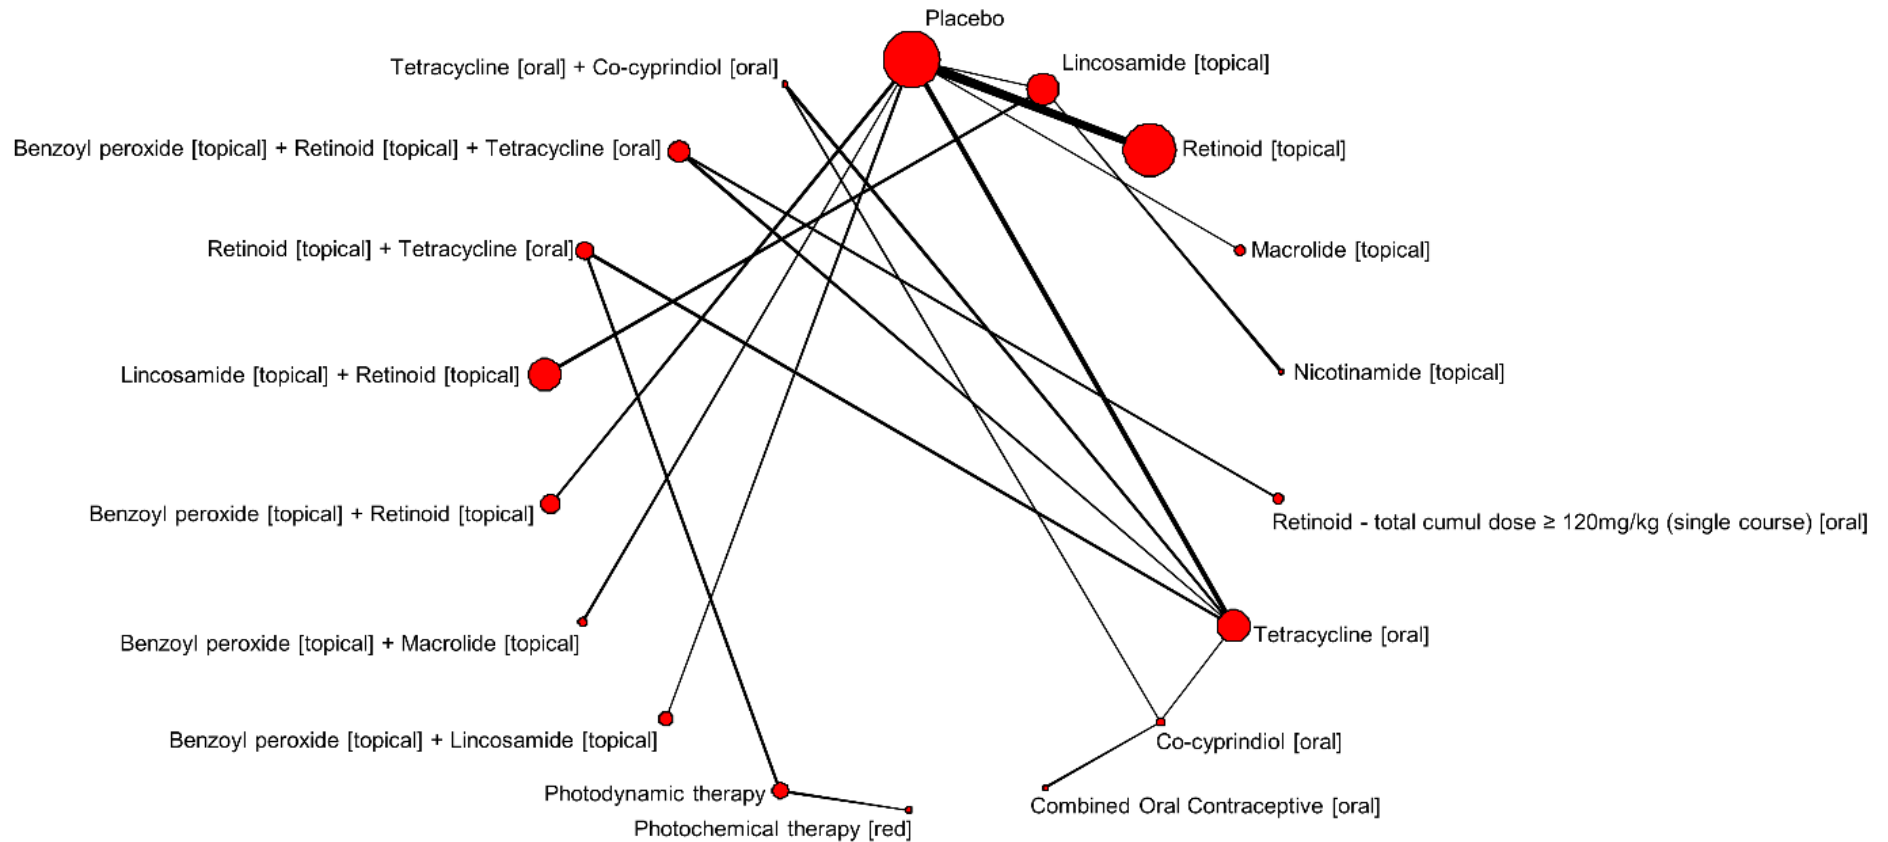 Placebo
Tetracycline [oral] + Co-cyprindiol [oral]
Lincosamide [topical]
Benzoyl peroxide [topical] + Retinoid [topical] + Tetracycline [oral]
Retinoid [topical]
Retinoid [topical] + Tetracycline [oral]
Macrolide [topical]
Lincosamide [topical] + Retinoid [topical]
Nicotinamide [topical]
Benzoyl peroxide [topical] + Retinoid [topical]
Retinoid - total cumul dose ≥ 120mg/kg (single course) [oral]
Benzoyl peroxide [topical] + Macrolide [topical]
Tetracycline [oral]
Benzoyl peroxide [topical] + Lincosamide [topical]
Co-cyprindiol [oral]
Photodynamic therapy
Combined Oral Contraceptive [oral]
Photochemical therapy [red]